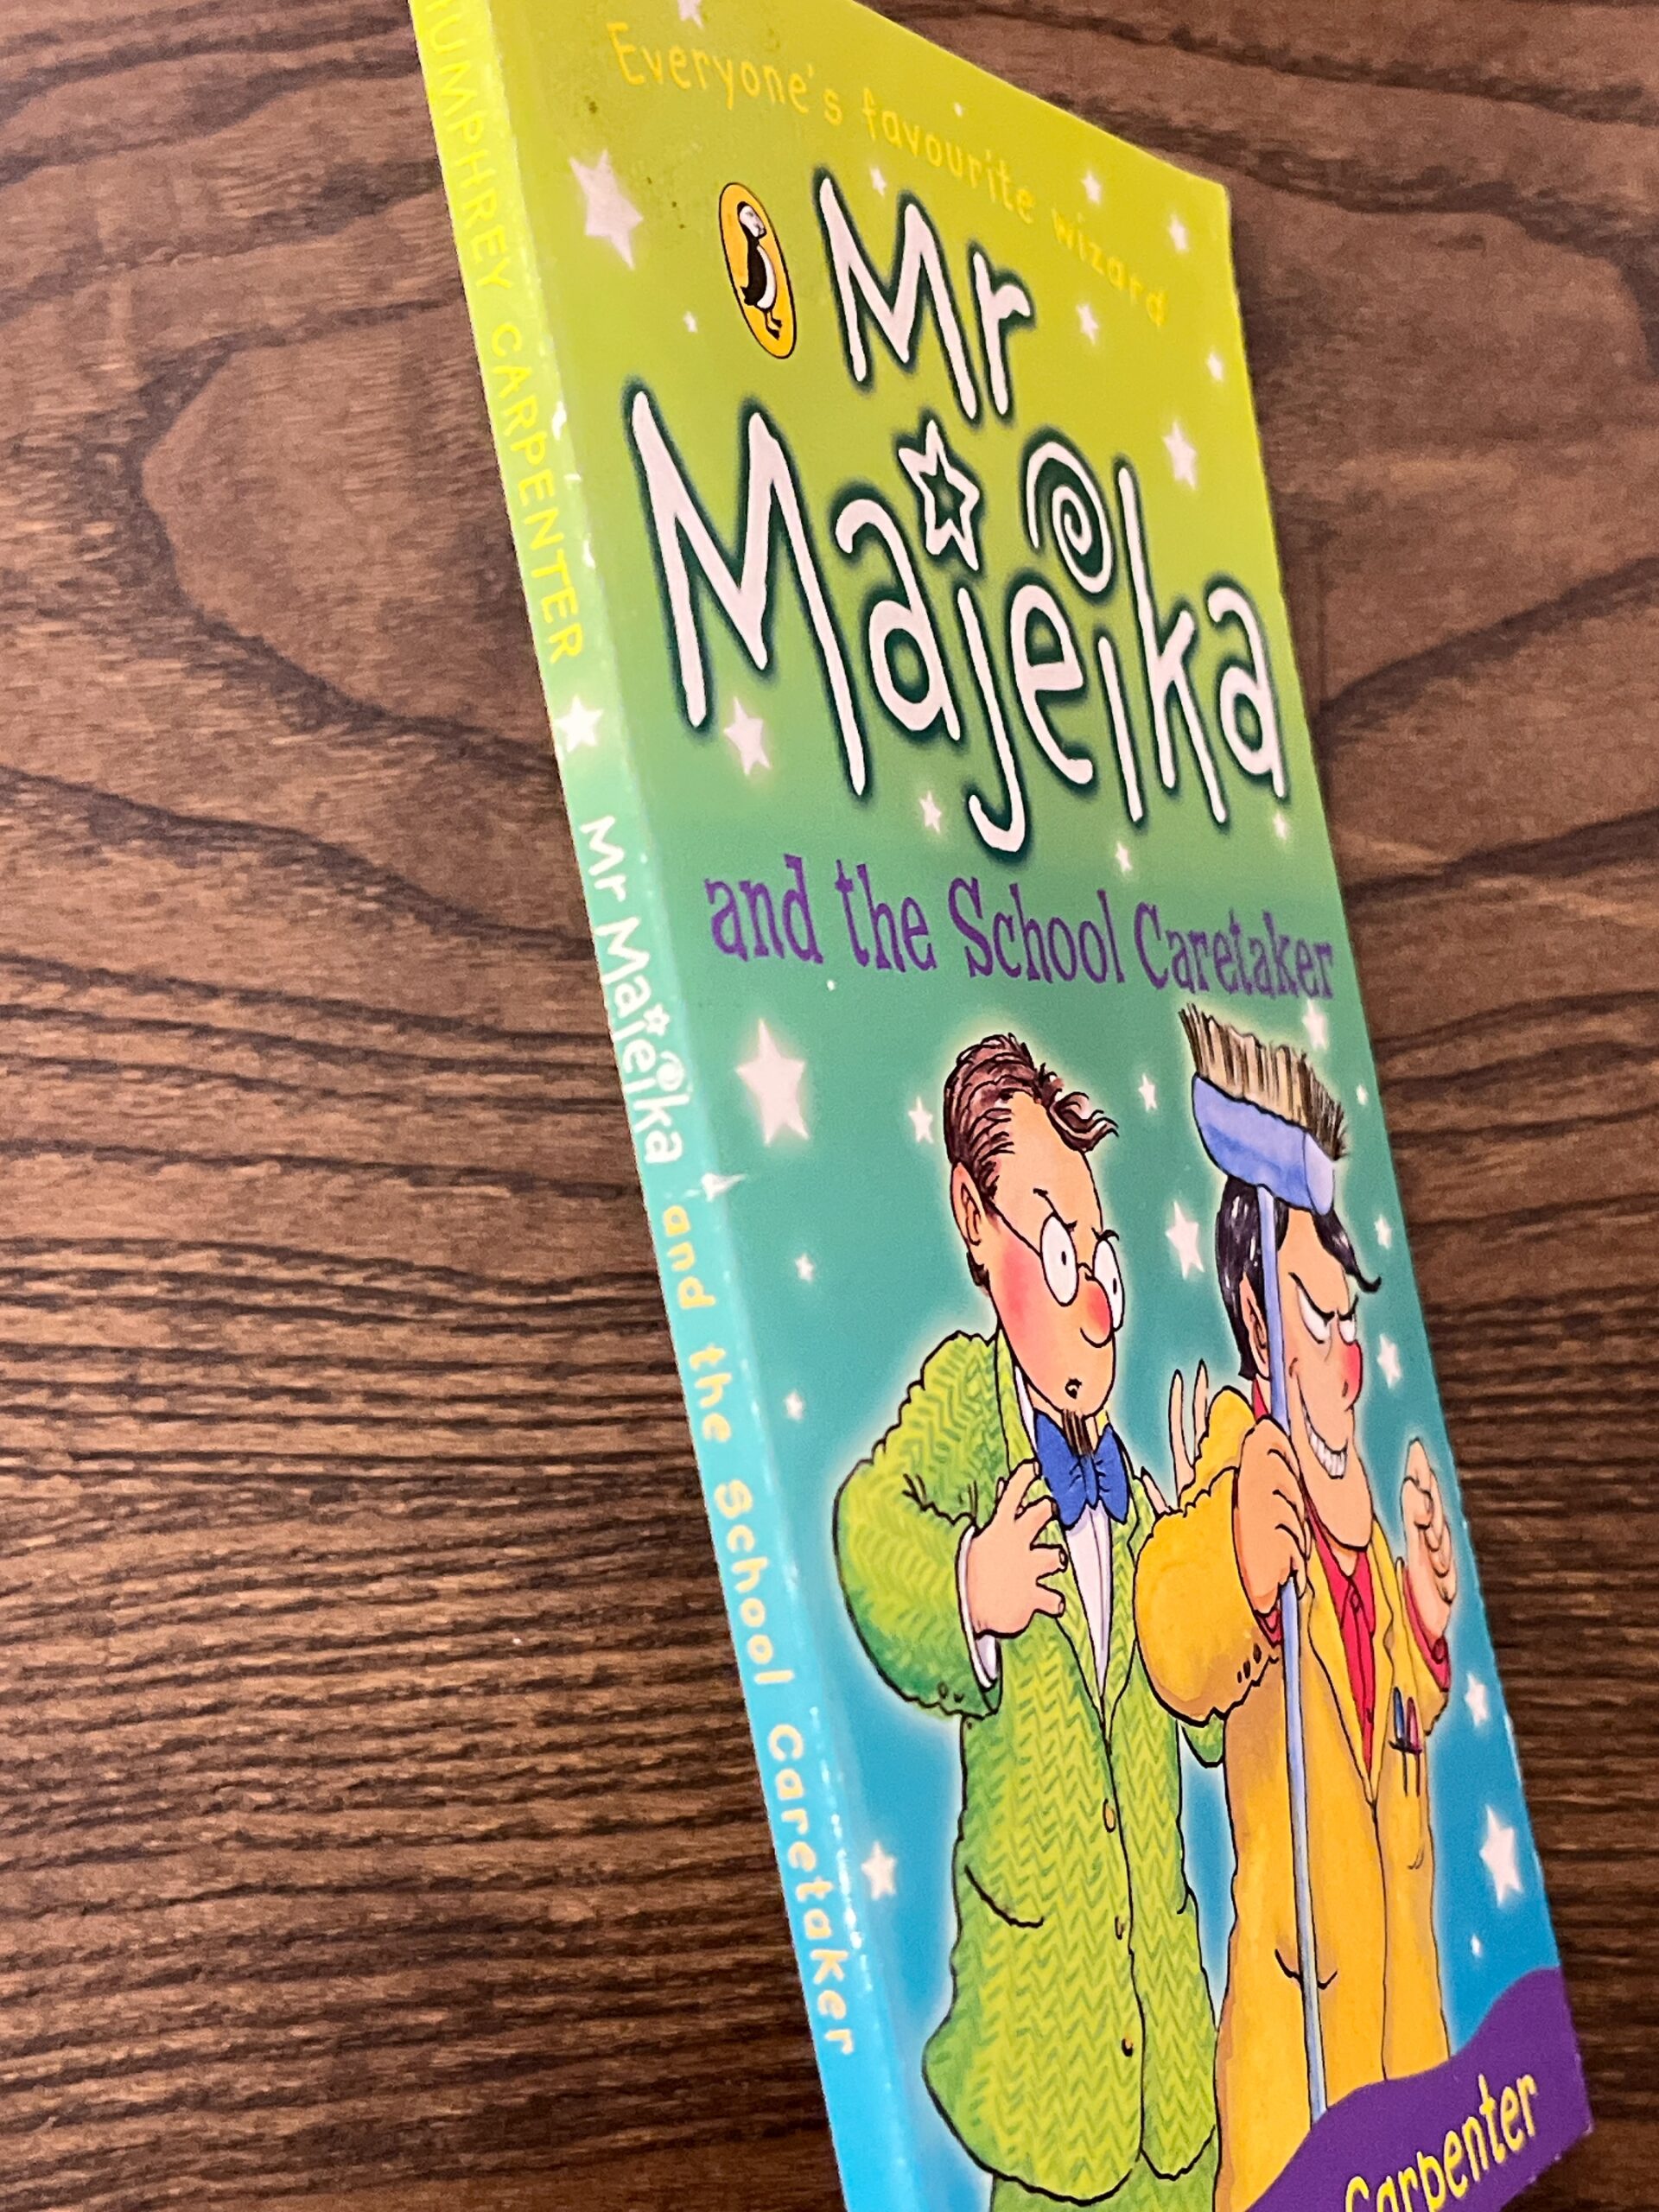 Everyone's favourite wizard
Mr
Majeika
and the School Caretaker
Carpenter
HUMPHREY CARPENTER Mr Majeika and the School Caretaker